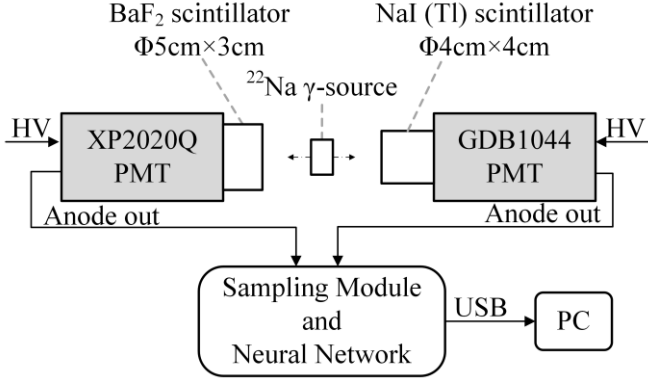 BaF₂ scintillator
Φ5cm×3cm
NaI (Tl) scintillator
Φ4cm×4cm
²²Na γ-source
HV
XP2020Q
PMT
GDB1044
PMT
HV
Anode out
Anode out
Sampling Module
and
Neural Network
USB
PC